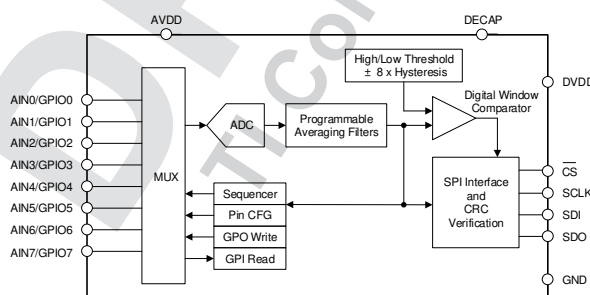 AVDD
DECAP
High/Low Threshold
± 8 x Hysteresis
DVDD
AIN0/GPIO0
AIN1/GPIO1
AIN2/GPIO2
AIN3/GPIO3
AIN4/GPIO4
AIN5/GPIO5
AIN6/GPIO6
AIN7/GPIO7
MUX
ADC
Programmable
Averaging Filters
Digital Window
Comparator
Sequencer
Pin CFG
GPO Write
GPI Read
SPI Interface
and
CRC
Verification
CS
SCLK
SDI
SDO
GND
TI Con